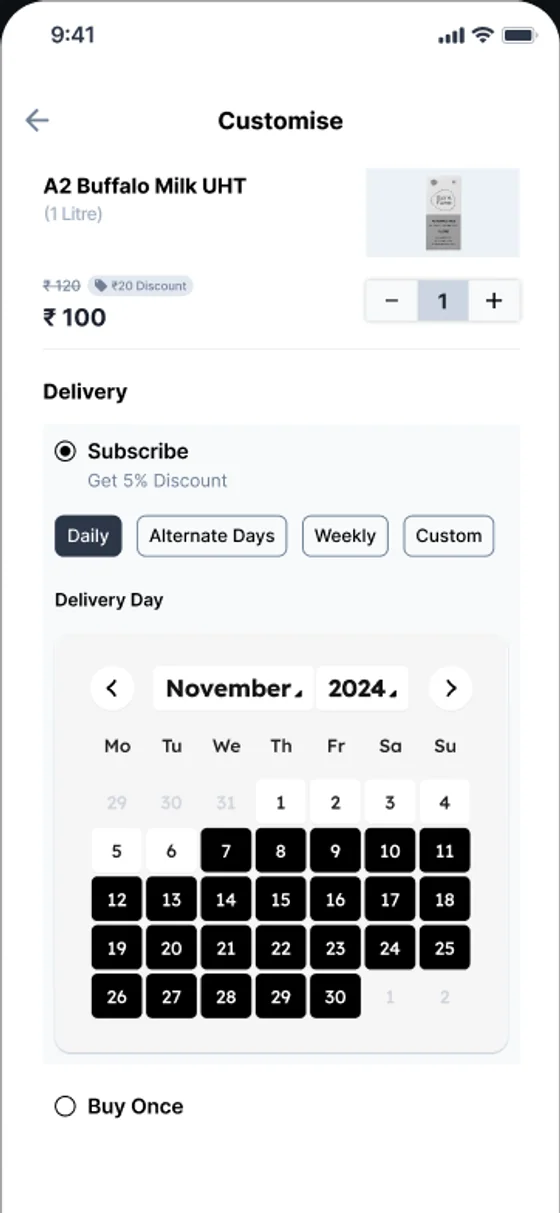 9:41
Customise
A2 Buffalo Milk UHT
(1 Litre)
₹ 120 ₹20 Discount
₹ 100
− 1 +
Delivery
Subscribe
Get 5% Discount
Daily Alternate Days Weekly Custom
Delivery Day
November 2024
Mo Tu We Th Fr Sa Su
29 30 31 1 2 3 4
5 6 7 8 9 10 11
12 13 14 15 16 17 18
19 20 21 22 23 24 25
26 27 28 29 30 1 2
Buy Once